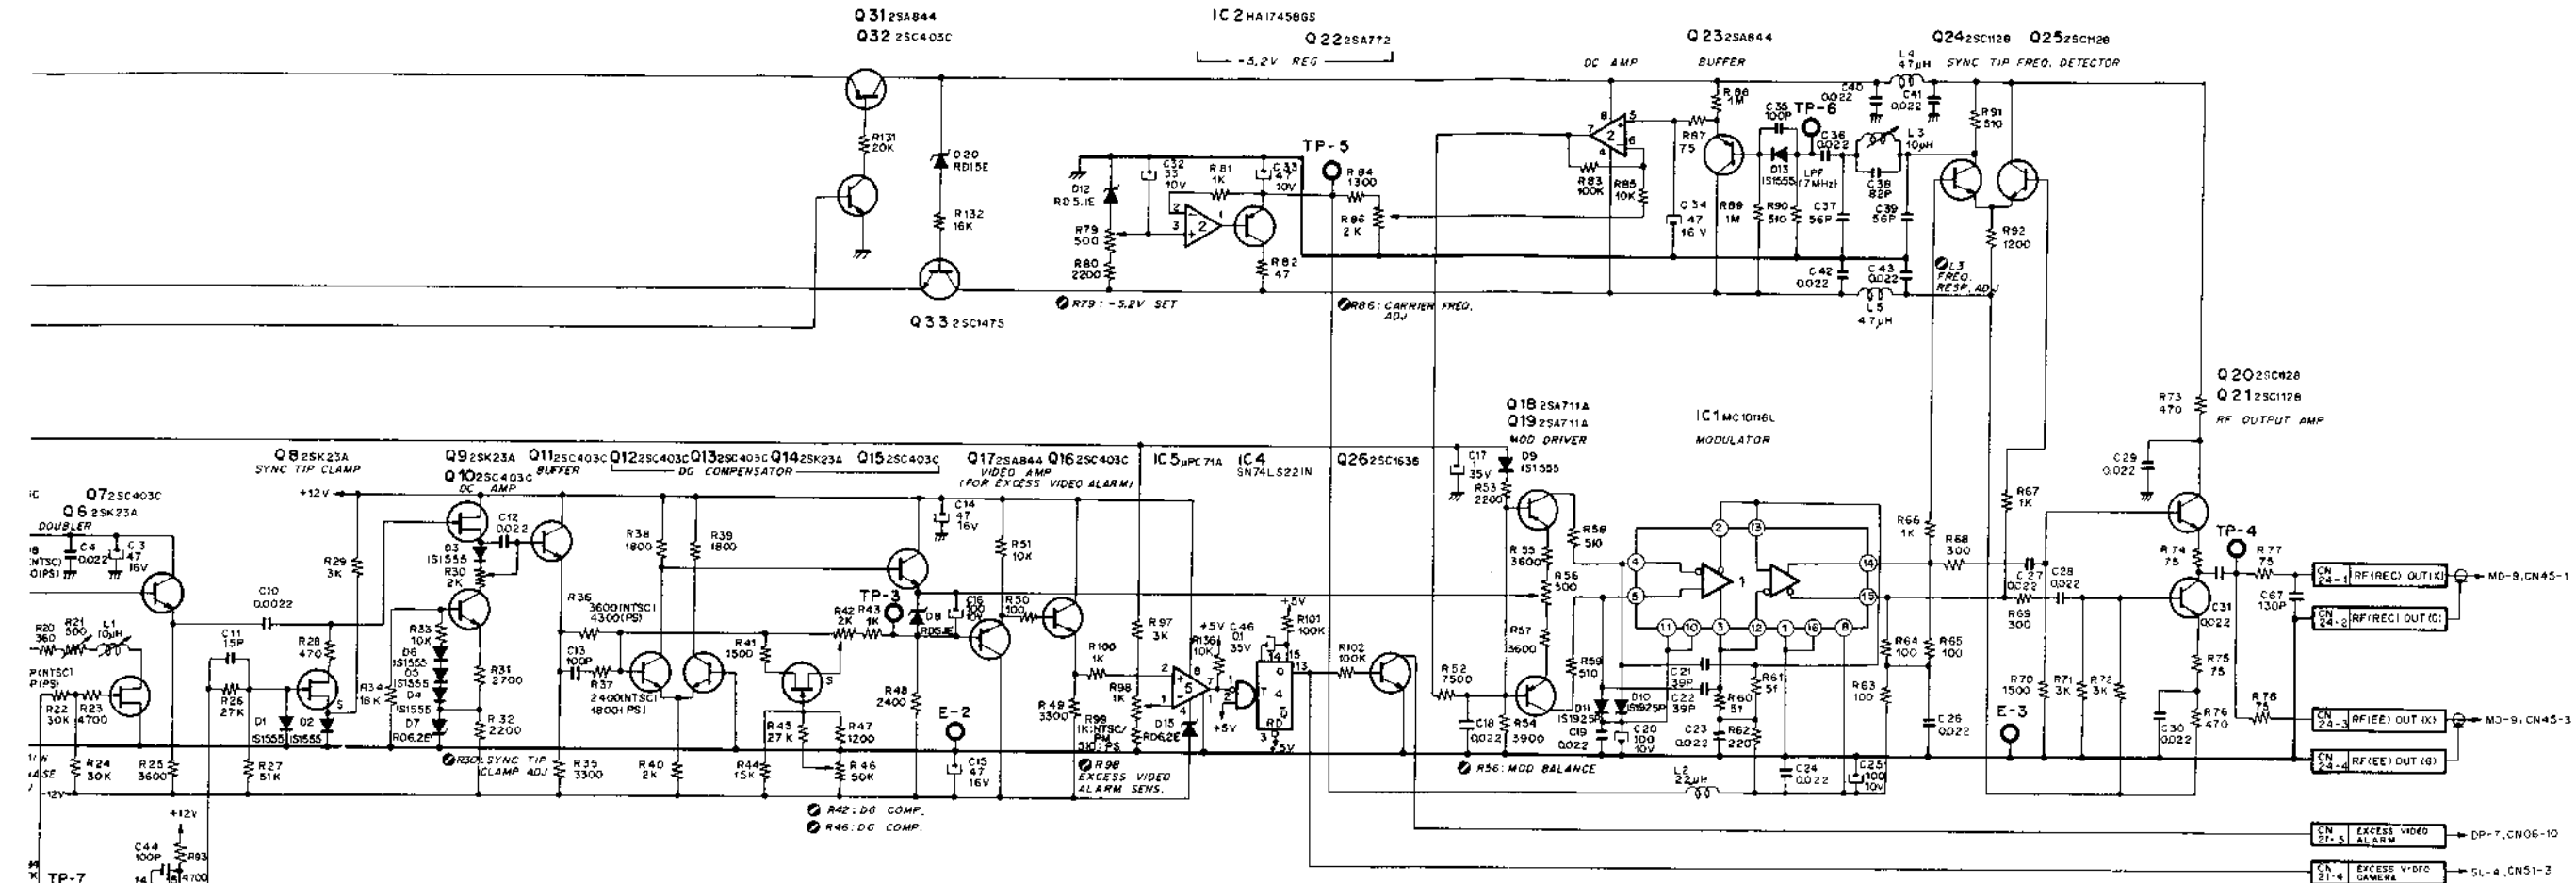 Q31 2SA844
Q32 2SC403C
IC2 HA17458GS
Q22 2SA772
-5.2V REG
Q23 2SA844
DC AMP
BUFFER
Q24 2SC1128 Q25 2SC1128
SYNC TIP FREQ. DETECTOR
L4
47μH
C40
0.022
C41
0.022
R88
1M
C35
100P
TP-6
C36
0.022
L3
10μH
R91
510
R131
20K
D20
RD15E
R132
16K
Q33 2SC1475
D12
RD5.1E
C32
33
10V
R81
1K
C33
47
10V
TP-5
R84
1300
R79
500
R80
2200
R82
47
R86
2K
R79: -5.2V SET
R86: CARRIER FREQ.
ADJ
8
7
5
6
4
2
R83
100K
R85
10K
R87
75
C34
47
16V
R89
1M
D13
1S1555
LPF
(7MHz)
C38
82P
R90
510
C37
56P
C39
56P
R92
1200
C42
0.022
C43
0.022
L5
47μH
L3
FREQ.
RESP. ADJ
Q20 2SC1128
Q21 2SC1128
RF OUTPUT AMP
R73
470
C29
0.022
Q18 2SA711A
Q19 2SA711A
MOD DRIVER
IC1 MC10116L
MODULATOR
Q8 2SK23A
SYNC TIP CLAMP
Q9 2SK23A
Q10 2SC403C
DC AMP
Q11 2SC403C
BUFFER
Q12 2SC403C Q13 2SC403C Q14 2SK23A Q15 2SC403C
DG COMPENSATOR
Q17 2SA844 Q16 2SC403C
VIDEO AMP
(FOR EXCESS VIDEO ALARM)
IC5 μPC71A
IC4
SN74LS221N
Q26 2SC1636
Q7 2SC403C
Q6 2SK23A
DOUBLER
C4
0.022
C3
47
16V
+12V
R29
3K
C10
0.0022
R20
360
R21
500
L1
10μH
R22
30K
R23
4700
R24
30K
R25
3600
C11
15P
R26
27K
R27
51K
R28
470
D1
1S1555
D2
1S1555
S
D3
1S1555
R30
2K
C12
0.022
R33
10K
D6
1S1555
D5
1S1555
D4
1S1555
D7
RD6.2E
R34
18K
R31
2700
R32
2200
R30: SYNC TIP
CLAMP ADJ
R35
3300
R36
3600(NTSC)
4300(PS)
C13
100P
R37
2400(NTSC)
1800(PS)
R38
1800
R39
1800
R40
2K
R41
1500
R42
2K
R43
1K
TP-3
D8
RD5.1E
C16
100
10V
C14
47
16V
R44
15K
R45
27K
R46
50K
R47
1200
R48
2400
E-2
C15
47
16V
R42: DG COMP.
R46: DG COMP.
R50
100
R51
10K
R49
3300
R97
3K
R100
1K
R98
1K
R99
1K:NTSC/
PM
510:PS
R98
EXCESS VIDEO
ALARM SENS.
D15
RD6.2E
+5V
R136
10K
C46
0.1
35V
R101
100K
R102
100K
C17
1
35V
D9
1S1555
R53
2200
R55
3600
R56
500
R57
3600
R58
510
R59
510
R52
7500
C18
0.022
R54
3900
R56: MOD BALANCE
D11
1S1925P
D10
1S1925P
C19
0.022
C20
100
10V
C21
39P
C22
39P
R60
51
R61
51
C23
0.022
R62
220
L2
22μH
C24
0.022
C25
100
10V
R63
100
R64
100
R65
100
C26
0.022
R66
1K
R67
1K
R68
300
R69
300
C27
0.022
C28
0.022
R70
1500
R71
3K
R72
3K
E-3
R74
75
TP-4
R77
75
C31
0.022
R75
75
R76
470
C30
0.022
R78
75
C67
130P
CN 24-1 RF(REC) OUT(X) MD-9,CN45-1
CN 24-2 RF(REC) OUT(G)
CN 24-3 RF(EE) OUT (X) MD-9,CN45-3
CN 24-4 RF(EE) OUT (G)
CN 21-5 EXCESS VIDEO ALARM DP-7,CN06-10
CN 21-4 EXCESS VIDEO CAMERA SL-4,CN51-3
-12V
+12V
C44
100P
R93
4700
TP-7